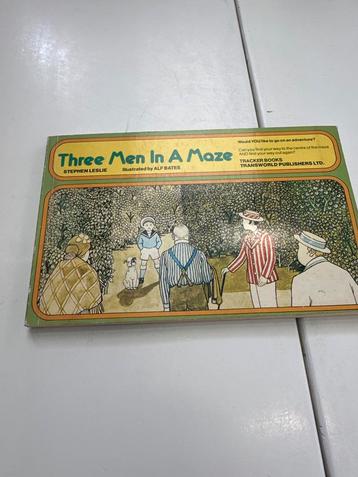 Three Men In A Maze
STEPHEN LESLIE
Illustrated by ALF BATES
Would YOU like to go on an adventure?
Can you find your way to the centre of the maze
AND find your way out again?
TRACKER BOOKS
TRANSWORLD PUBLISHERS LTD.